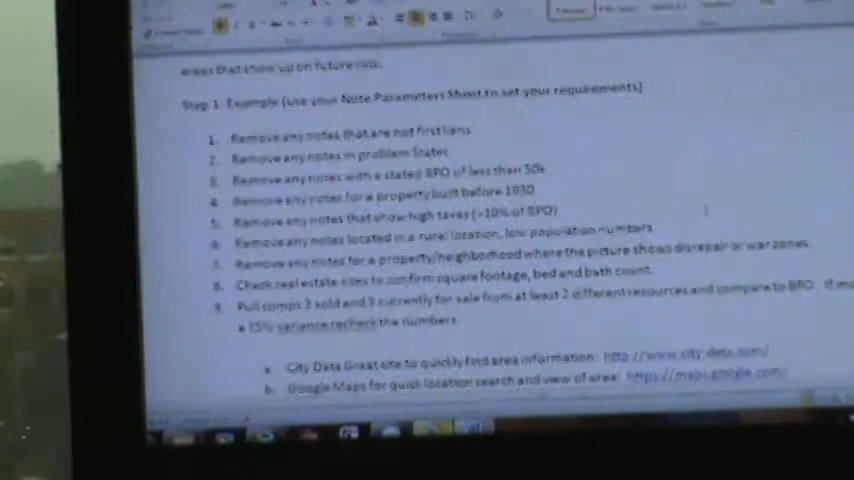 areas that show up on future lists.
Step 1 Example (use your Note Parameters Sheet to set your requirements)
1. Remove any notes that are not first liens
2. Remove any notes in problem States
3. Remove any notes with a stated BPO of less than 50k
4. Remove any notes for a property built before 1930
5. Remove any notes that show high taxes (>10% of BPO)
6. Remove any notes located in a rural location, low population numbers
7. Remove any notes for a property/neighborhood where the picture shows disrepair or war zones.
8. Check real estate sites to confirm square footage, bed and bath count.
9. Pull comps 3 sold and 3 currently for sale from at least 2 different resources and compare to BPO. If
a 15% variance recheck the numbers
a. City Data Great site to quickly find area information: http://www.city-data.com/
b. Google Maps for quick location search and view of area: https://maps.google.com/